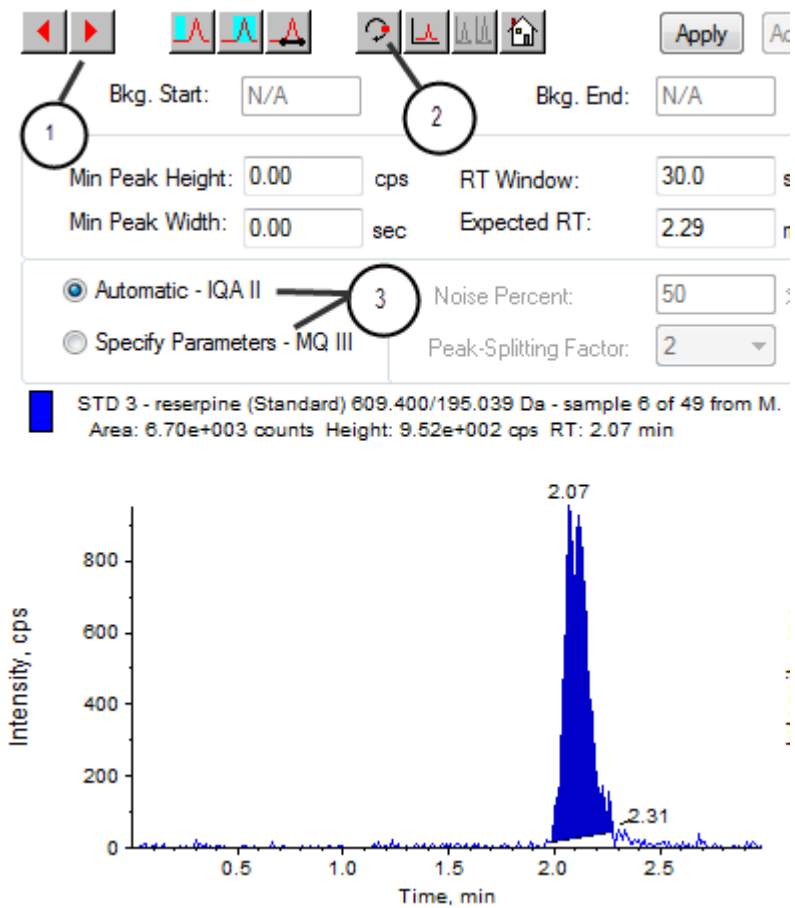 Apply Ad
Bkg. Start: N/A Bkg. End: N/A
1 2
Min Peak Height: 0.00 cps RT Window: 30.0 s
Min Peak Width: 0.00 sec Expected RT: 2.29
Automatic - IQA II 3 Noise Percent: 50 %
Specify Parameters - MQ III Peak-Splitting Factor: 2
STD 3 - reserpine (Standard) 609.400/195.039 Da - sample 6 of 49 from M.
Area: 6.70e+003 counts Height: 9.52e+002 cps RT: 2.07 min
2.07
800
600
400
200
0
2.31
0.5 1.0 1.5 2.0 2.5
Time, min
Intensity, cps